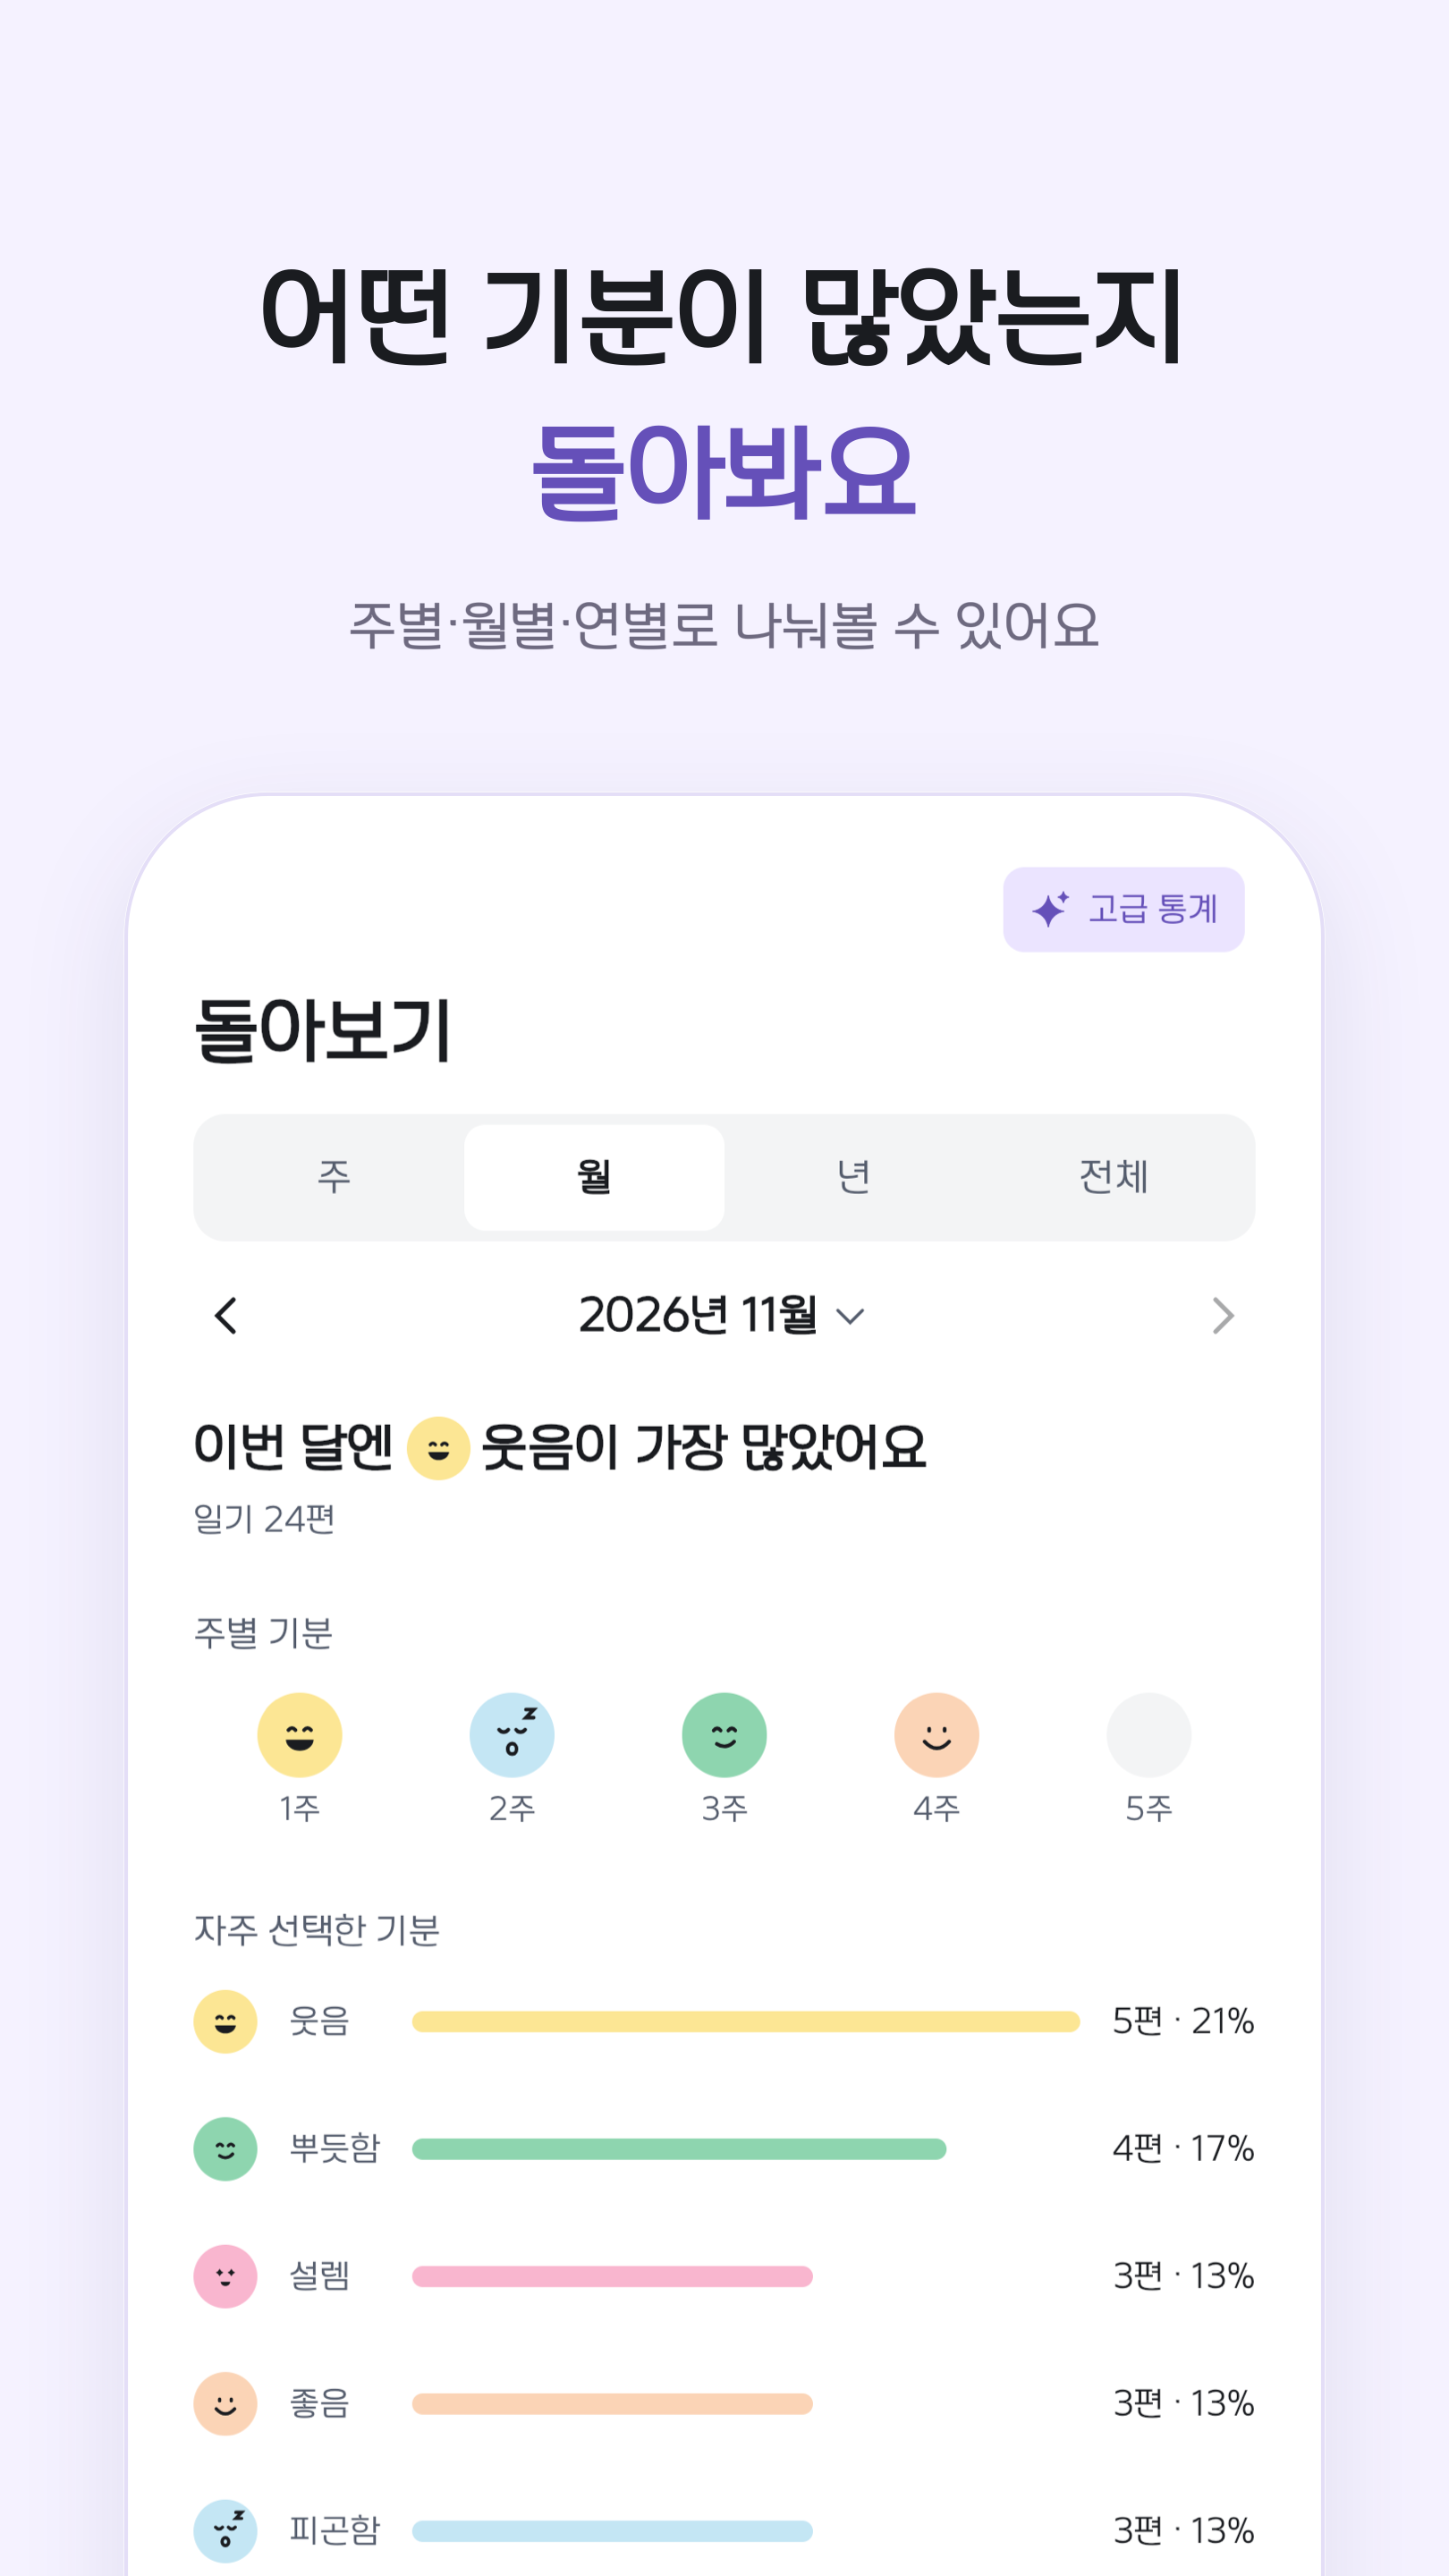 어떤 기분이 많았는지
돌아봐요
주별·월별·연별로 나눠볼 수 있어요
고급 통계
돌아보기
주 월 년 전체
2026년 11월
이번 달엔 웃음이 가장 많았어요
일기 24편
주별 기분
1주 2주 3주 4주 5주
자주 선택한 기분
웃음 5편 · 21%
뿌듯함 4편 · 17%
설렘 3편 · 13%
좋음 3편 · 13%
피곤함 3편 · 13%